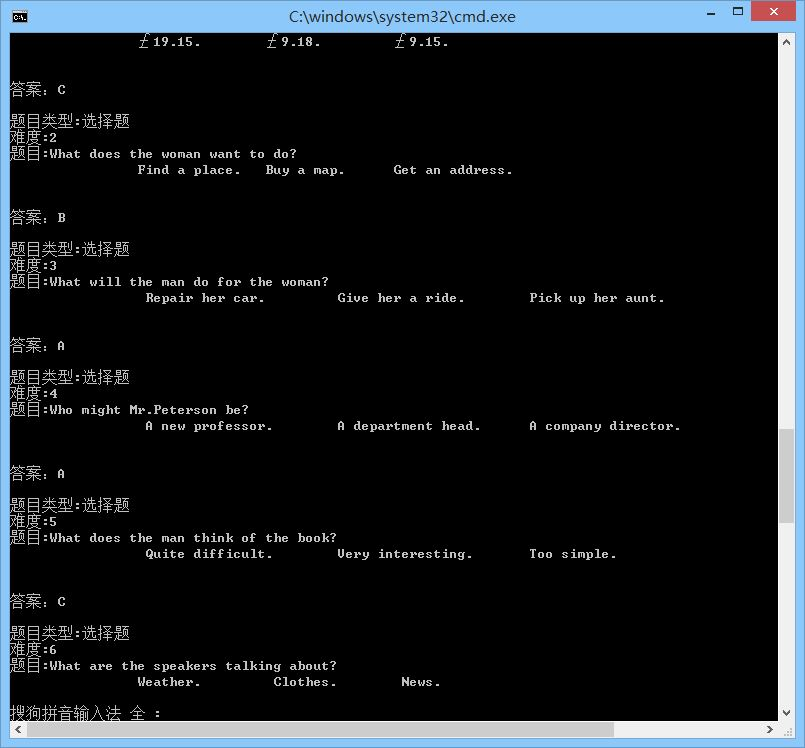 C:\windows\system32\cmd.exe
￡19.15. ￡9.18. ￡9.15.
答案：C
题目类型:选择题
难度:2
题目:What does the woman want to do?
Find a place. Buy a map. Get an address.
答案：B
题目类型:选择题
难度:3
题目:What will the man do for the woman?
Repair her car. Give her a ride. Pick up her aunt.
答案：A
题目类型:选择题
难度:4
题目:Who might Mr.Peterson be?
A new professor. A department head. A company director.
答案：A
题目类型:选择题
难度:5
题目:What does the man think of the book?
Quite difficult. Very interesting. Too simple.
答案：C
题目类型:选择题
难度:6
题目:What are the speakers talking about?
Weather. Clothes. News.
搜狗拼音输入法 全 :